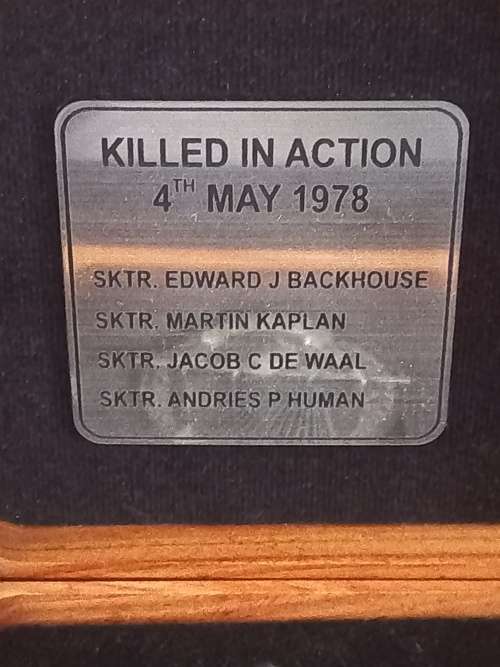 KILLED IN ACTION
4TH MAY 1978
SKTR. EDWARD J BACKHOUSE
SKTR. MARTIN KAPLAN
SKTR. JACOB C DE WAAL
SKTR. ANDRIES P HUMAN